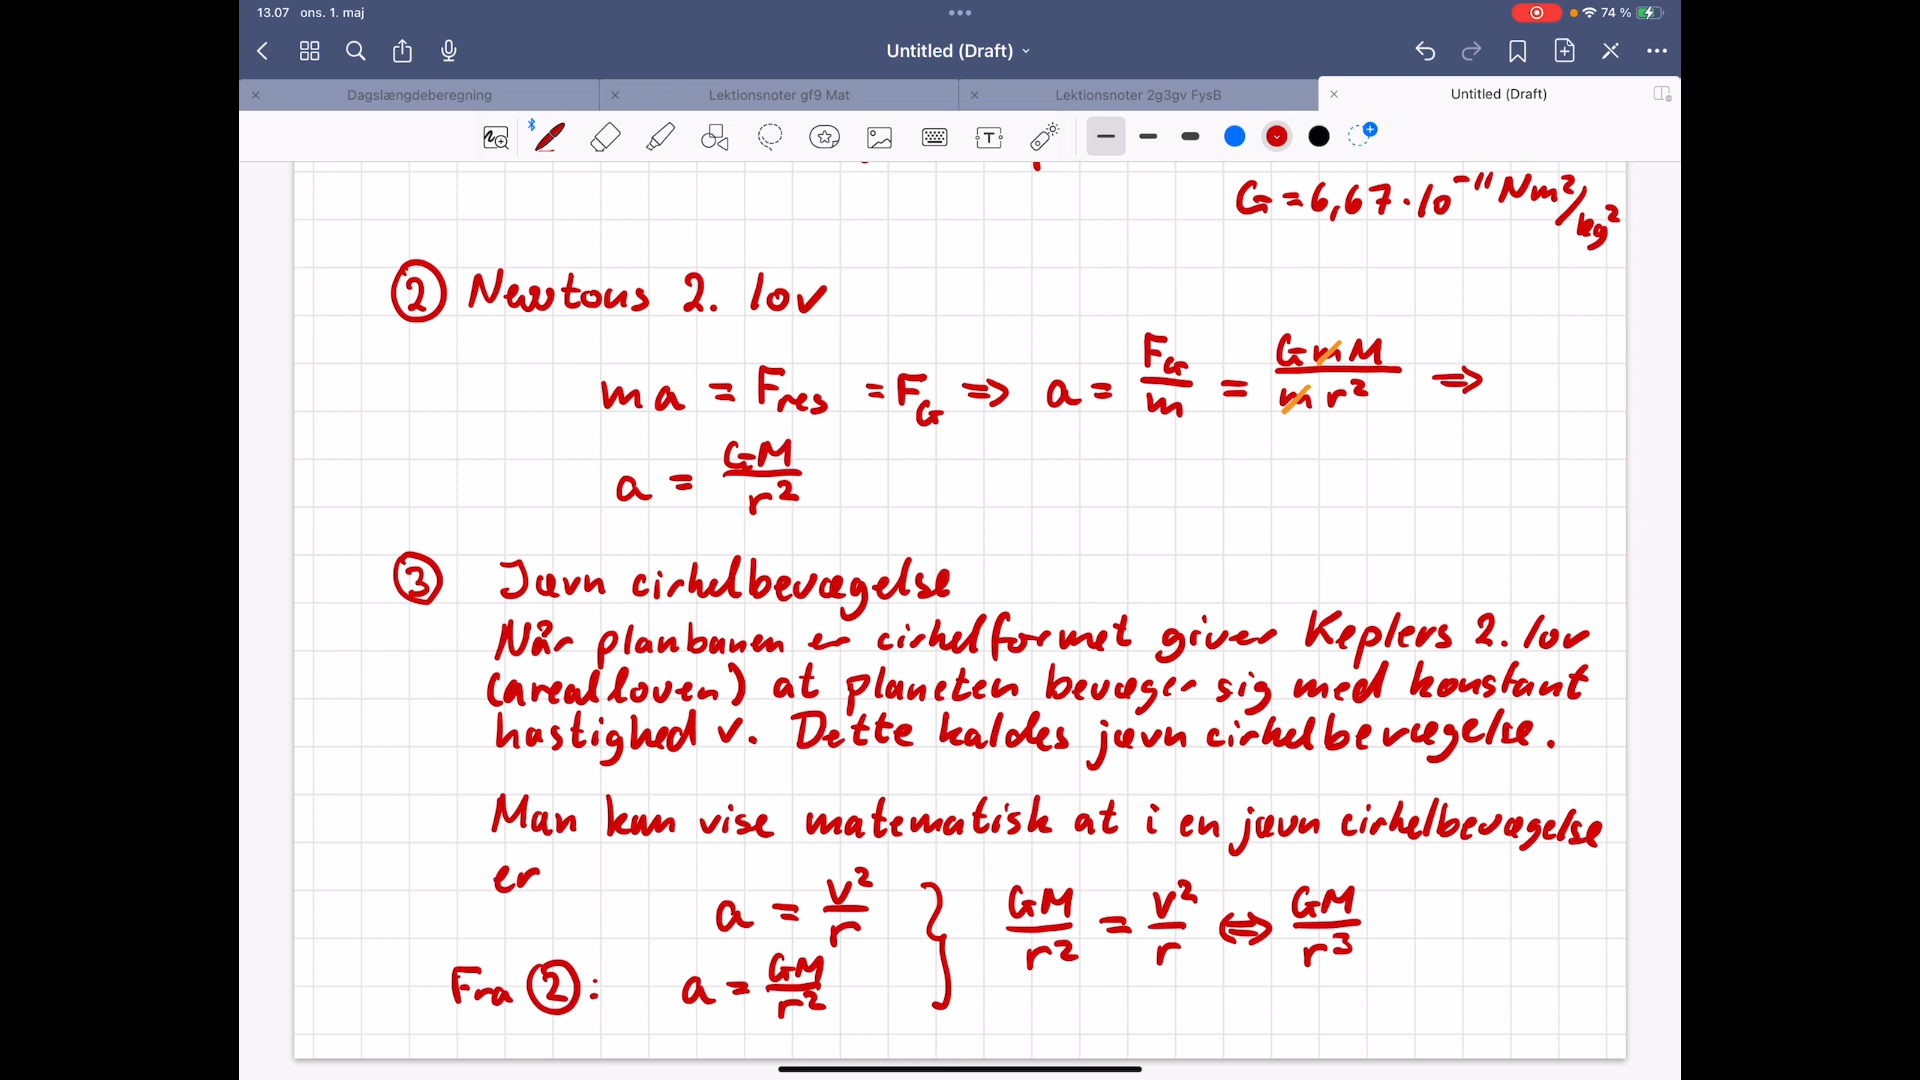 13.07 ons. 1. maj
74 %
Untitled (Draft)
Dagslængdeberegning
Lektionsnoter gf9 Mat
Lektionsnoter 2g3gv FysB
Untitled (Draft)
G = 6,67 · 10⁻¹¹ Nm²/kg²
② Newtons 2. lov
ma = F_res = F_G ⇒ a = F_G/m = GmM/mr² ⇒
a = GM/r²
③ Jævn cirkelbevægelse
Når planbanen er cirkelformet giver Keplers 2. lov
(arealloven) at planeten bevæger sig med konstant
hastighed v. Dette kaldes jævn cirkelbevægelse.
Man kan vise matematisk at i en jævn cirkelbevægelse
er
a = v²/r } GM/r² = v²/r ⇔ GM/r³
Fra ②: a = GM/r²